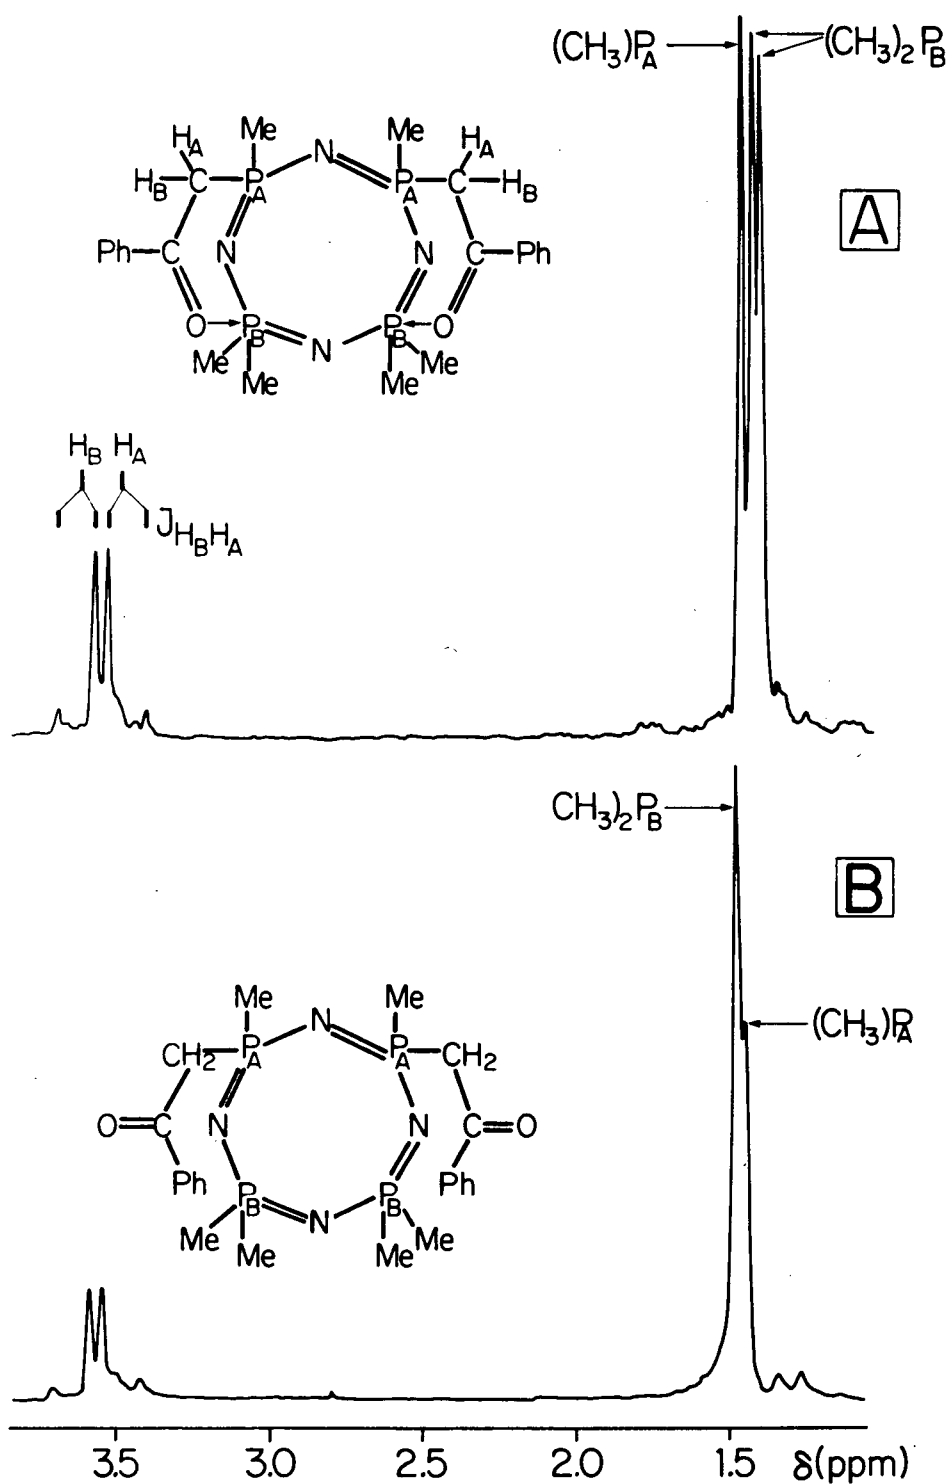 (CH3)PA
(CH3)2PB
A
HA Me N Me HA
HB C PA PA C HB
Ph C N N C Ph
O PB PB O
Me N Me
Me Me
HB HA
JHBHA
CH3)2PB
B
(CH3)PA
Me N Me
CH2 PA PA CH2
O C N N C O
Ph PB PB Ph
Me N Me
Me Me
3.5 3.0 2.5 2.0 1.5 δ(ppm)